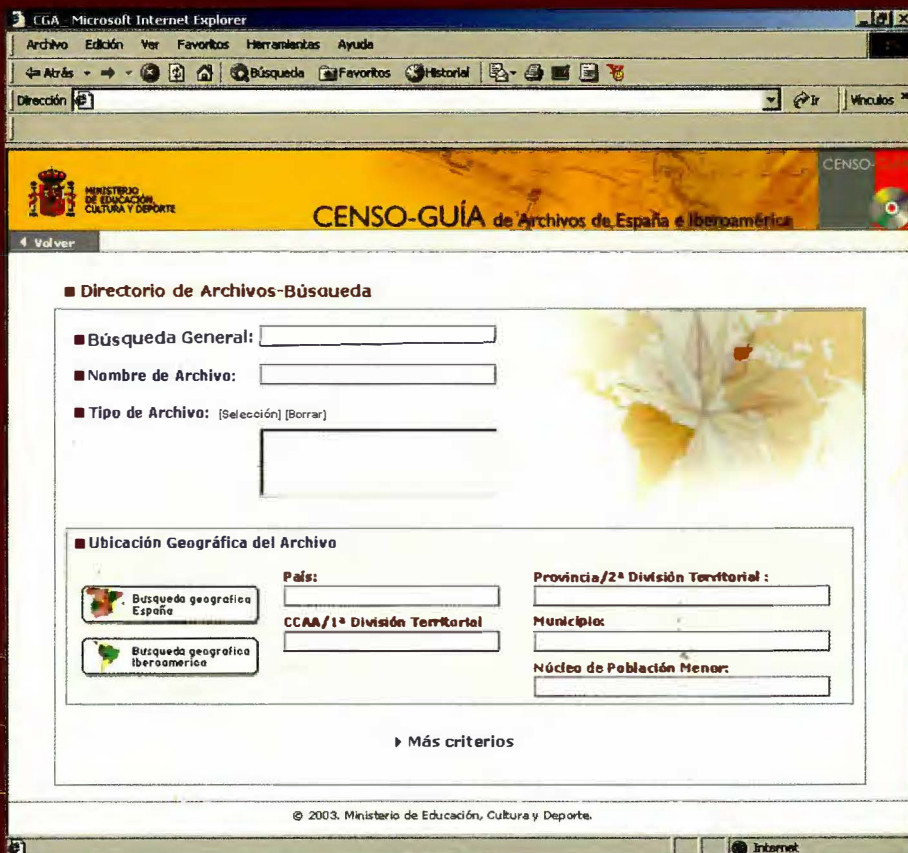 CGA - Microsoft Internet Explorer
Archivo Edición Ver Favoritos Herramientas Ayuda
Atrás Búsqueda Favoritos Historial
Dirección Ir Vínculos »
MINISTERIO
DE EDUCACIÓN,
CULTURA Y DEPORTE
CENSO-GUÍA de Archivos de España e Iberoamérica
CENSO-
Volver
Directorio de Archivos-Búsqueda
Búsqueda General:
Nombre de Archivo:
Tipo de Archivo: [Selección] [Borrar]
Ubicación Geográfica del Archivo
Busqueda geografica
España
Busqueda geografica
Iberoamerica
País:
Provincia/2ª División Territorial :
CCAA/1ª División Territorial
Municipio:
Núcleo de Población Menor:
Más criterios
© 2003. Ministerio de Educación, Cultura y Deporte.
Internet